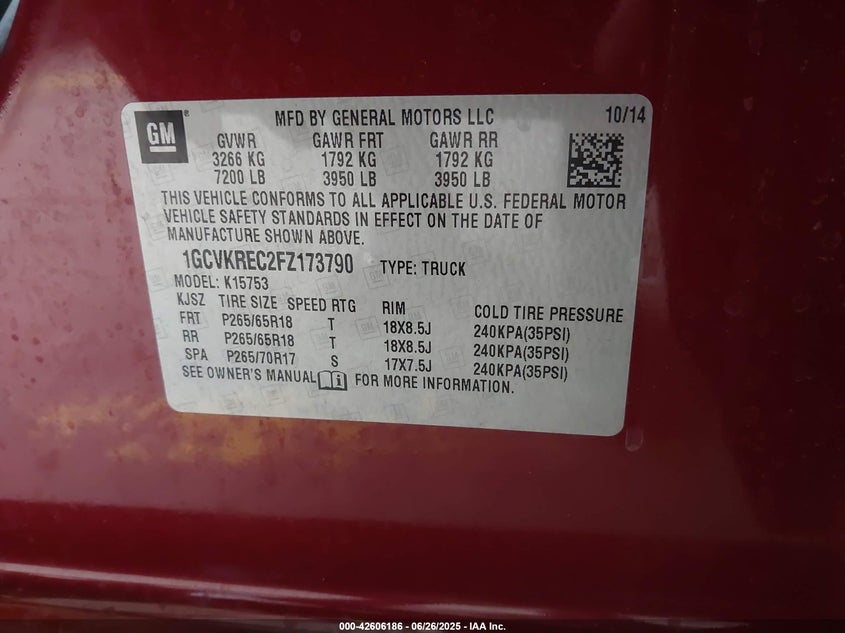 GM
MFD BY GENERAL MOTORS LLC 10/14
GVWR GAWR FRT GAWR RR
3266 KG 1792 KG 1792 KG
7200 LB 3950 LB 3950 LB
THIS VEHICLE CONFORMS TO ALL APPLICABLE U.S. FEDERAL MOTOR
VEHICLE SAFETY STANDARDS IN EFFECT ON THE DATE OF
MANUFACTURE SHOWN ABOVE.
1GCVKREC2FZ173790 TYPE: TRUCK
MODEL: K15753
KJSZ TIRE SIZE SPEED RTG RIM COLD TIRE PRESSURE
FRT P265/65R18 T 18X8.5J 240KPA(35PSI)
RR P265/65R18 T 18X8.5J 240KPA(35PSI)
SPA P265/70R17 S 17X7.5J 240KPA(35PSI)
SEE OWNER'S MANUAL i FOR MORE INFORMATION.
000-42606186 - 06/26/2025 - IAA Inc.